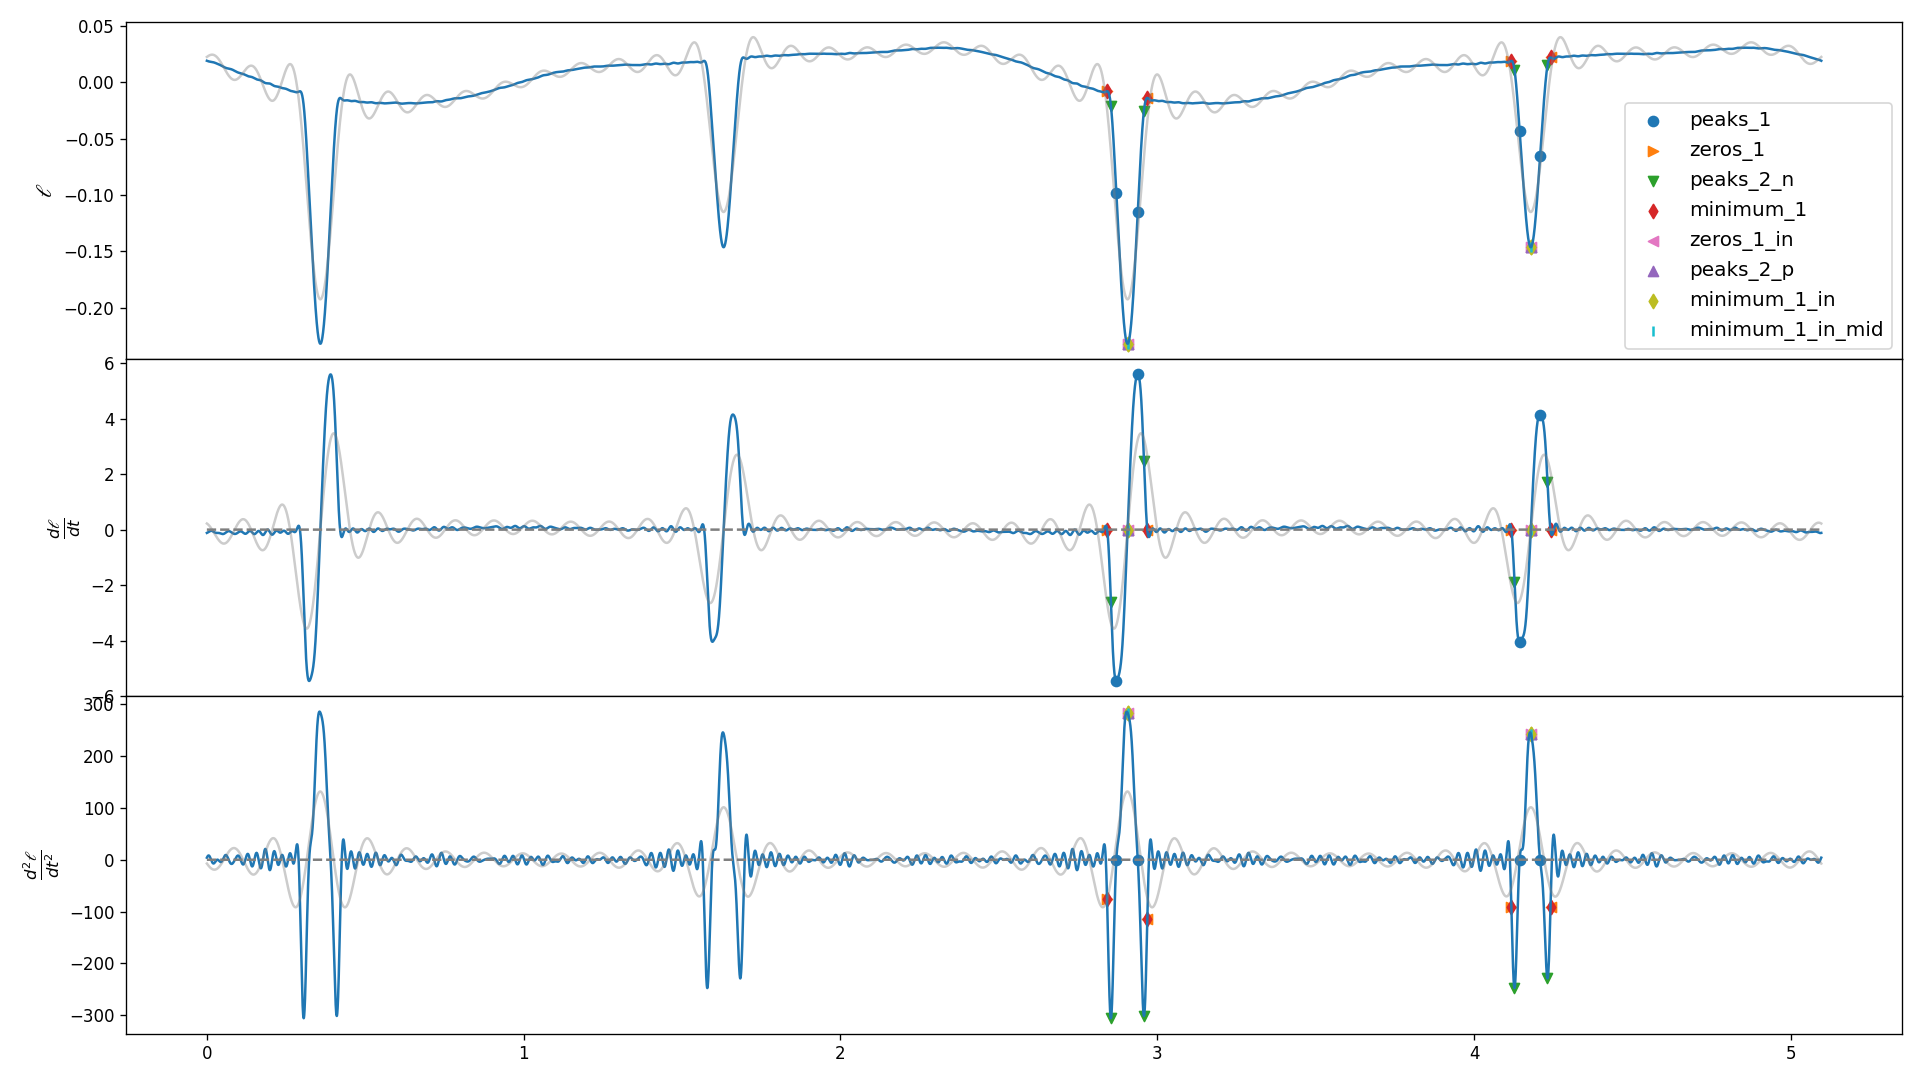 0.05
0.00
−0.05
−0.10
−0.15
−0.20
ℓ
peaks_1
zeros_1
peaks_2_n
minimum_1
zeros_1_in
peaks_2_p
minimum_1_in
minimum_1_in_mid
6
4
2
0
−2
−4
−6
dℓ
dt
300
200
100
0
−100
−200
−300
d²ℓ
dt²
0 1 2 3 4 5